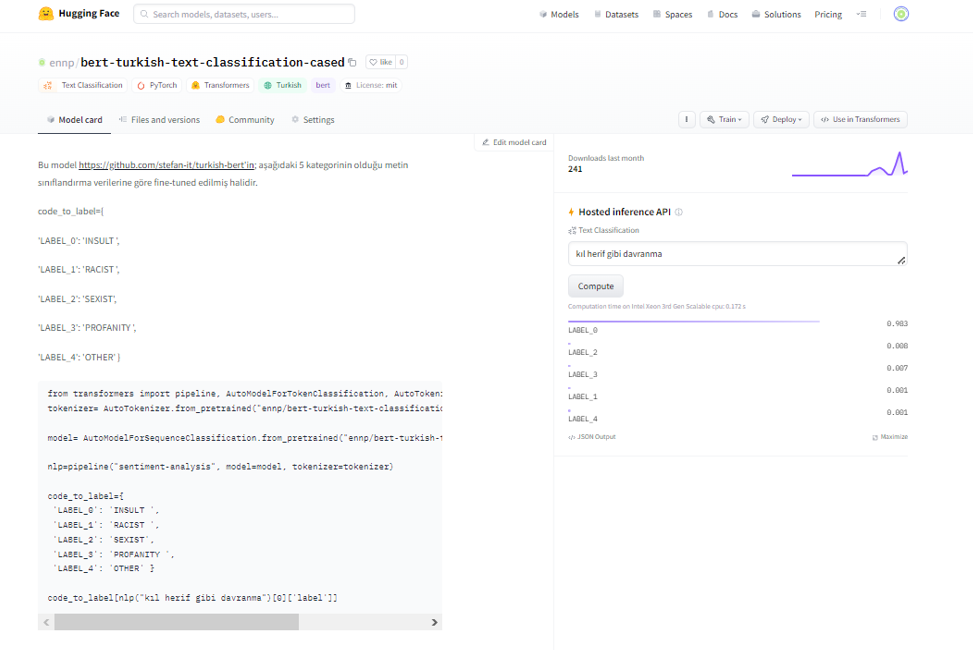 Hugging Face
Search models, datasets, users...
Models
Datasets
Spaces
Docs
Solutions
Pricing
ennp/bert-turkish-text-classification-cased
like 0
Text Classification
PyTorch
Transformers
Turkish
bert
License: mit
Model card
Files and versions
Community
Settings
Train
Deploy
</> Use in Transformers
Edit model card
Bu model https://github.com/stefan-it/turkish-bert'in; aşağıdaki 5 kategorinin olduğu metin
sınıflandırma verilerine göre fine-tuned edilmiş halidir.
code_to_label={
'LABEL_0': 'INSULT ',
'LABEL_1': 'RACIST ',
'LABEL_2': 'SEXIST',
'LABEL_3': 'PROFANITY ',
'LABEL_4': 'OTHER' }
from transformers import pipeline, AutoModelForTokenClassification, AutoTokeni
tokenizer= AutoTokenizer.from_pretrained("ennp/bert-turkish-text-classificatio
model= AutoModelForSequenceClassification.from_pretrained("ennp/bert-turkish-t
nlp=pipeline("sentiment-analysis", model=model, tokenizer=tokenizer)
code_to_label={
'LABEL_0': 'INSULT ',
'LABEL_1': 'RACIST ',
'LABEL_2': 'SEXIST',
'LABEL_3': 'PROFANITY ',
'LABEL_4': 'OTHER' }
code_to_label[nlp("kıl herif gibi davranma")[0]['label']]
Downloads last month
241
Hosted inference API
Text Classification
kıl herif gibi davranma
Compute
Computation time on Intel Xeon 3rd Gen Scalable cpu: 0.172 s
LABEL_0 0.983
LABEL_2 0.008
LABEL_3 0.007
LABEL_1 0.001
LABEL_4 0.001
</> JSON Output
Maximize